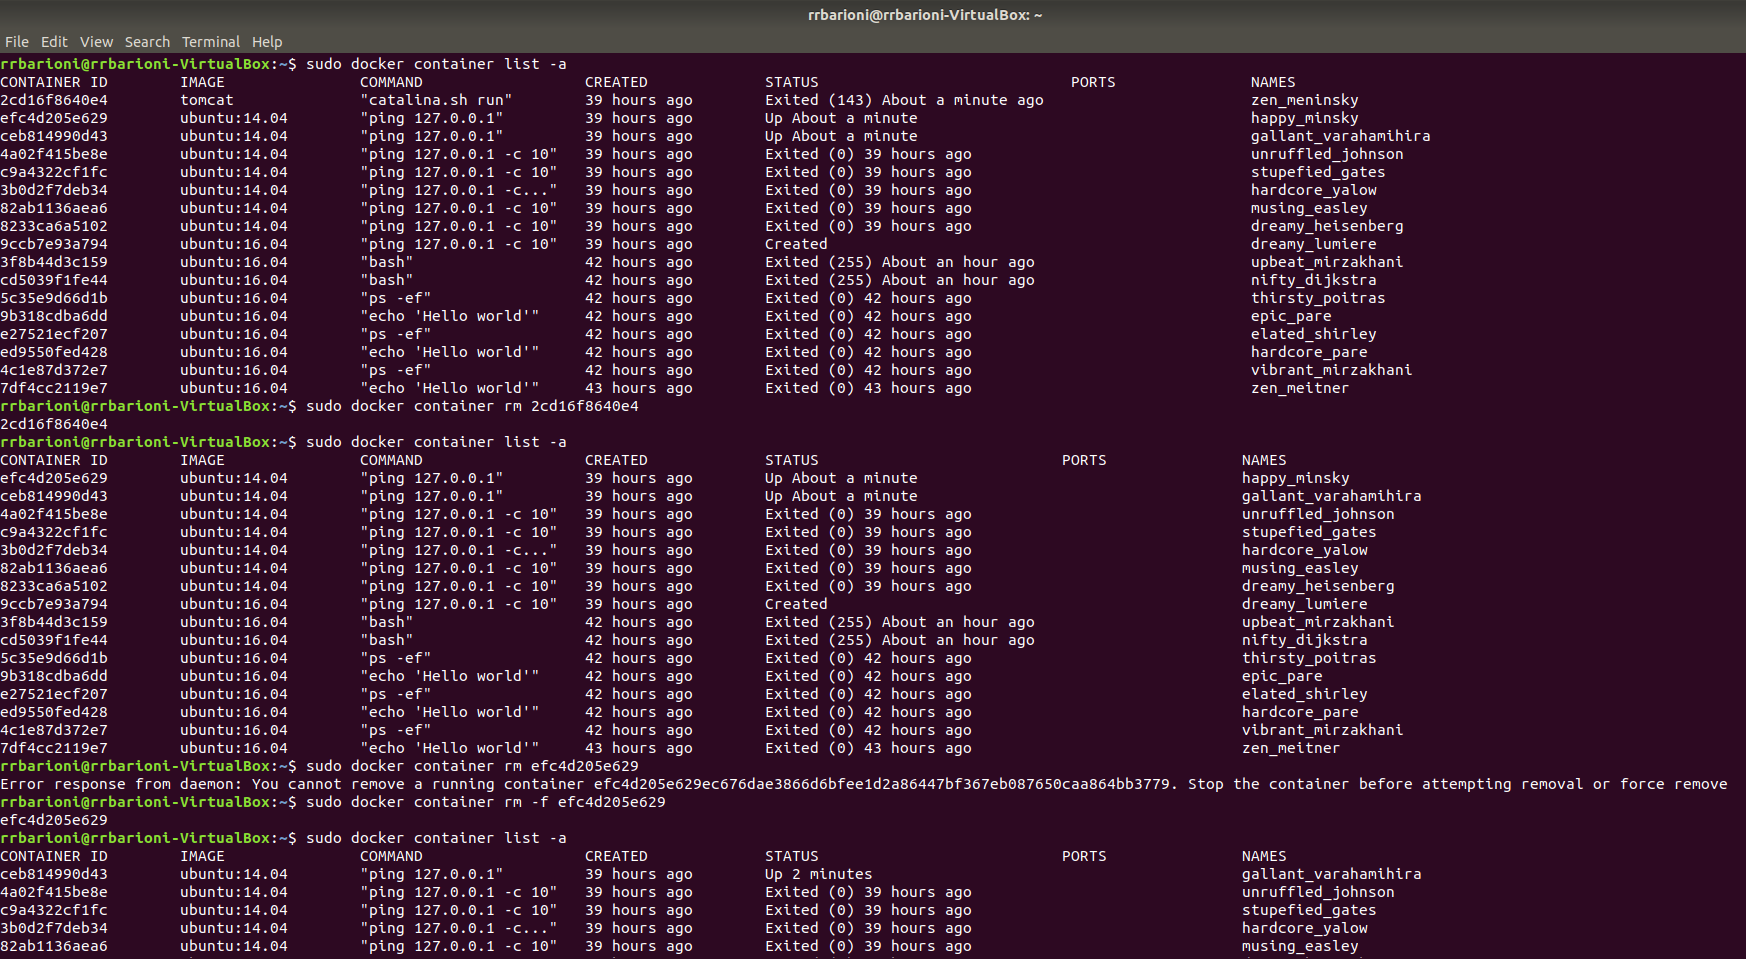 rrbarioni@rrbarioni-VirtualBox: ~
File Edit View Search Terminal Help
rrbarioni@rrbarioni-VirtualBox:~$ sudo docker container list -a
CONTAINER ID IMAGE COMMAND CREATED STATUS PORTS NAMES
2cd16f8640e4 tomcat "catalina.sh run" 39 hours ago Exited (143) About a minute ago zen_meninsky
efc4d205e629 ubuntu:14.04 "ping 127.0.0.1" 39 hours ago Up About a minute happy_minsky
ceb814990d43 ubuntu:14.04 "ping 127.0.0.1" 39 hours ago Up About a minute gallant_varahamihira
4a02f415be8e ubuntu:14.04 "ping 127.0.0.1 -c 10" 39 hours ago Exited (0) 39 hours ago unruffled_johnson
c9a4322cf1fc ubuntu:14.04 "ping 127.0.0.1 -c 10" 39 hours ago Exited (0) 39 hours ago stupefied_gates
3b0d2f7deb34 ubuntu:14.04 "ping 127.0.0.1 -c..." 39 hours ago Exited (0) 39 hours ago hardcore_yalow
82ab1136aea6 ubuntu:14.04 "ping 127.0.0.1 -c 10" 39 hours ago Exited (0) 39 hours ago musing_easley
8233ca6a5102 ubuntu:14.04 "ping 127.0.0.1 -c 10" 39 hours ago Exited (0) 39 hours ago dreamy_heisenberg
9ccb7e93a794 ubuntu:16.04 "ping 127.0.0.1 -c 10" 39 hours ago Created dreamy_lumiere
3f8b44d3c159 ubuntu:16.04 "bash" 42 hours ago Exited (255) About an hour ago upbeat_mirzakhani
cd5039f1fe44 ubuntu:16.04 "bash" 42 hours ago Exited (255) About an hour ago nifty_dijkstra
5c35e9d66d1b ubuntu:16.04 "ps -ef" 42 hours ago Exited (0) 42 hours ago thirsty_poitras
9b318cdba6dd ubuntu:16.04 "echo 'Hello world'" 42 hours ago Exited (0) 42 hours ago epic_pare
e27521ecf207 ubuntu:16.04 "ps -ef" 42 hours ago Exited (0) 42 hours ago elated_shirley
ed9550fed428 ubuntu:16.04 "echo 'Hello world'" 42 hours ago Exited (0) 42 hours ago hardcore_pare
4c1e87d372e7 ubuntu:16.04 "ps -ef" 42 hours ago Exited (0) 42 hours ago vibrant_mirzakhani
7df4cc2119e7 ubuntu:16.04 "echo 'Hello world'" 43 hours ago Exited (0) 43 hours ago zen_meitner
rrbarioni@rrbarioni-VirtualBox:~$ sudo docker container rm 2cd16f8640e4
2cd16f8640e4
rrbarioni@rrbarioni-VirtualBox:~$ sudo docker container list -a
CONTAINER ID IMAGE COMMAND CREATED STATUS PORTS NAMES
efc4d205e629 ubuntu:14.04 "ping 127.0.0.1" 39 hours ago Up About a minute happy_minsky
ceb814990d43 ubuntu:14.04 "ping 127.0.0.1" 39 hours ago Up About a minute gallant_varahamihira
4a02f415be8e ubuntu:14.04 "ping 127.0.0.1 -c 10" 39 hours ago Exited (0) 39 hours ago unruffled_johnson
c9a4322cf1fc ubuntu:14.04 "ping 127.0.0.1 -c 10" 39 hours ago Exited (0) 39 hours ago stupefied_gates
3b0d2f7deb34 ubuntu:14.04 "ping 127.0.0.1 -c..." 39 hours ago Exited (0) 39 hours ago hardcore_yalow
82ab1136aea6 ubuntu:14.04 "ping 127.0.0.1 -c 10" 39 hours ago Exited (0) 39 hours ago musing_easley
8233ca6a5102 ubuntu:14.04 "ping 127.0.0.1 -c 10" 39 hours ago Exited (0) 39 hours ago dreamy_heisenberg
9ccb7e93a794 ubuntu:16.04 "ping 127.0.0.1 -c 10" 39 hours ago Created dreamy_lumiere
3f8b44d3c159 ubuntu:16.04 "bash" 42 hours ago Exited (255) About an hour ago upbeat_mirzakhani
cd5039f1fe44 ubuntu:16.04 "bash" 42 hours ago Exited (255) About an hour ago nifty_dijkstra
5c35e9d66d1b ubuntu:16.04 "ps -ef" 42 hours ago Exited (0) 42 hours ago thirsty_poitras
9b318cdba6dd ubuntu:16.04 "echo 'Hello world'" 42 hours ago Exited (0) 42 hours ago epic_pare
e27521ecf207 ubuntu:16.04 "ps -ef" 42 hours ago Exited (0) 42 hours ago elated_shirley
ed9550fed428 ubuntu:16.04 "echo 'Hello world'" 42 hours ago Exited (0) 42 hours ago hardcore_pare
4c1e87d372e7 ubuntu:16.04 "ps -ef" 42 hours ago Exited (0) 42 hours ago vibrant_mirzakhani
7df4cc2119e7 ubuntu:16.04 "echo 'Hello world'" 43 hours ago Exited (0) 43 hours ago zen_meitner
rrbarioni@rrbarioni-VirtualBox:~$ sudo docker container rm efc4d205e629
Error response from daemon: You cannot remove a running container efc4d205e629ec676dae3866d6bfee1d2a86447bf367eb087650caa864bb3779. Stop the container before attempting removal or force remove
rrbarioni@rrbarioni-VirtualBox:~$ sudo docker container rm -f efc4d205e629
efc4d205e629
rrbarioni@rrbarioni-VirtualBox:~$ sudo docker container list -a
CONTAINER ID IMAGE COMMAND CREATED STATUS PORTS NAMES
ceb814990d43 ubuntu:14.04 "ping 127.0.0.1" 39 hours ago Up 2 minutes gallant_varahamihira
4a02f415be8e ubuntu:14.04 "ping 127.0.0.1 -c 10" 39 hours ago Exited (0) 39 hours ago unruffled_johnson
c9a4322cf1fc ubuntu:14.04 "ping 127.0.0.1 -c 10" 39 hours ago Exited (0) 39 hours ago stupefied_gates
3b0d2f7deb34 ubuntu:14.04 "ping 127.0.0.1 -c..." 39 hours ago Exited (0) 39 hours ago hardcore_yalow
82ab1136aea6 ubuntu:14.04 "ping 127.0.0.1 -c 10" 39 hours ago Exited (0) 39 hours ago musing_easley